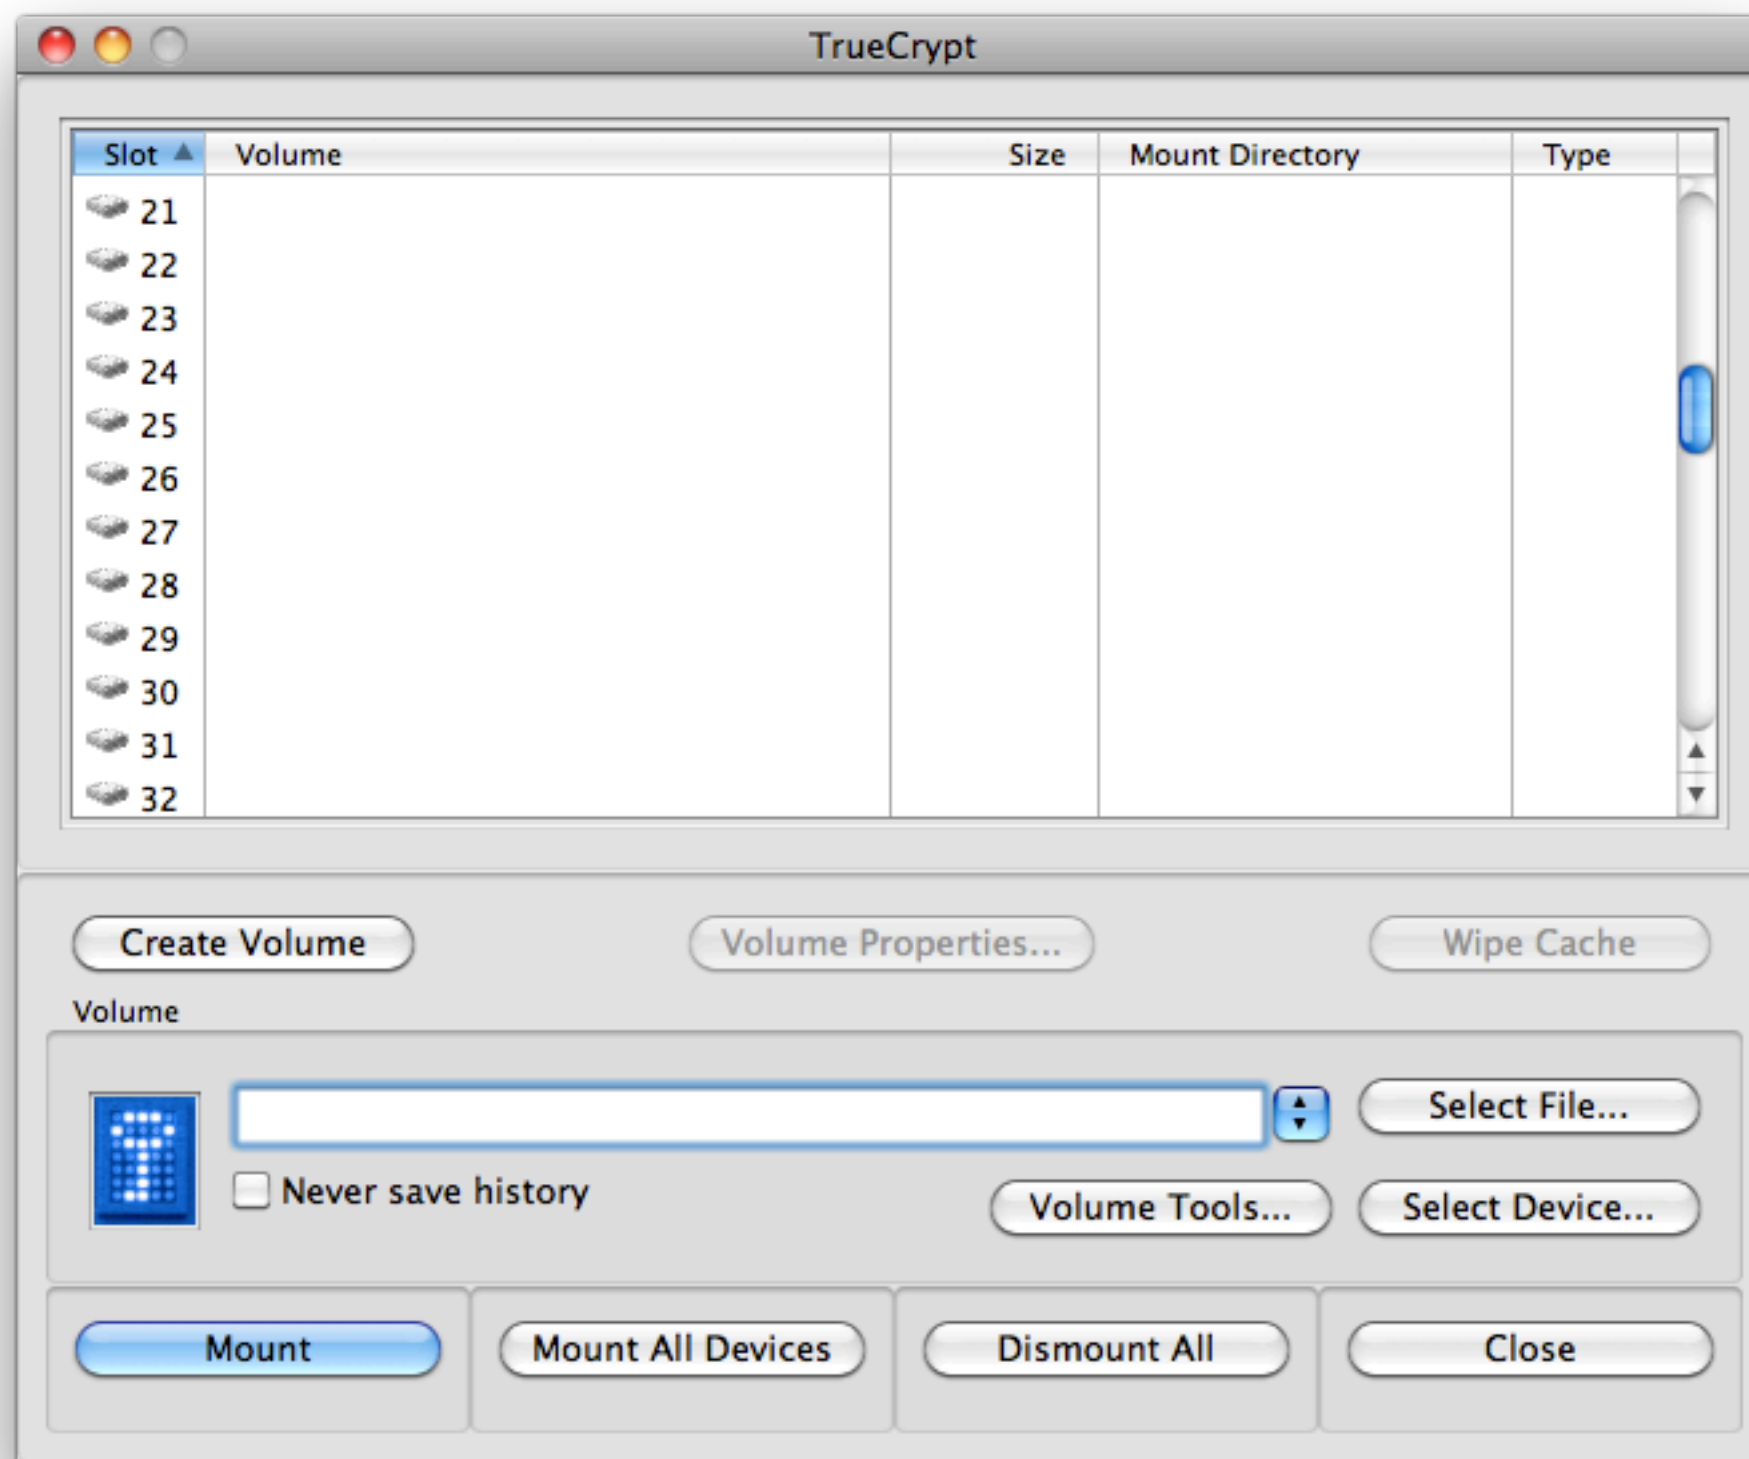 TrueCrypt
Slot Volume Size Mount Directory Type
21
22
23
24
25
26
27
28
29
30
31
32
Create Volume Volume Properties... Wipe Cache
Volume
Select File...
Never save history Volume Tools... Select Device...
Mount Mount All Devices Dismount All Close